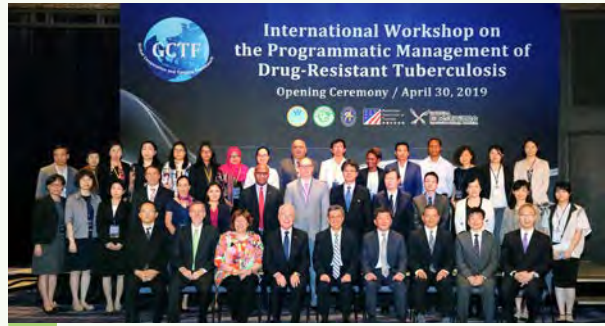 GCTF
International Workshop on
the Programmatic Management of
Drug-Resistant Tuberculosis
Opening Ceremony / April 30, 2019